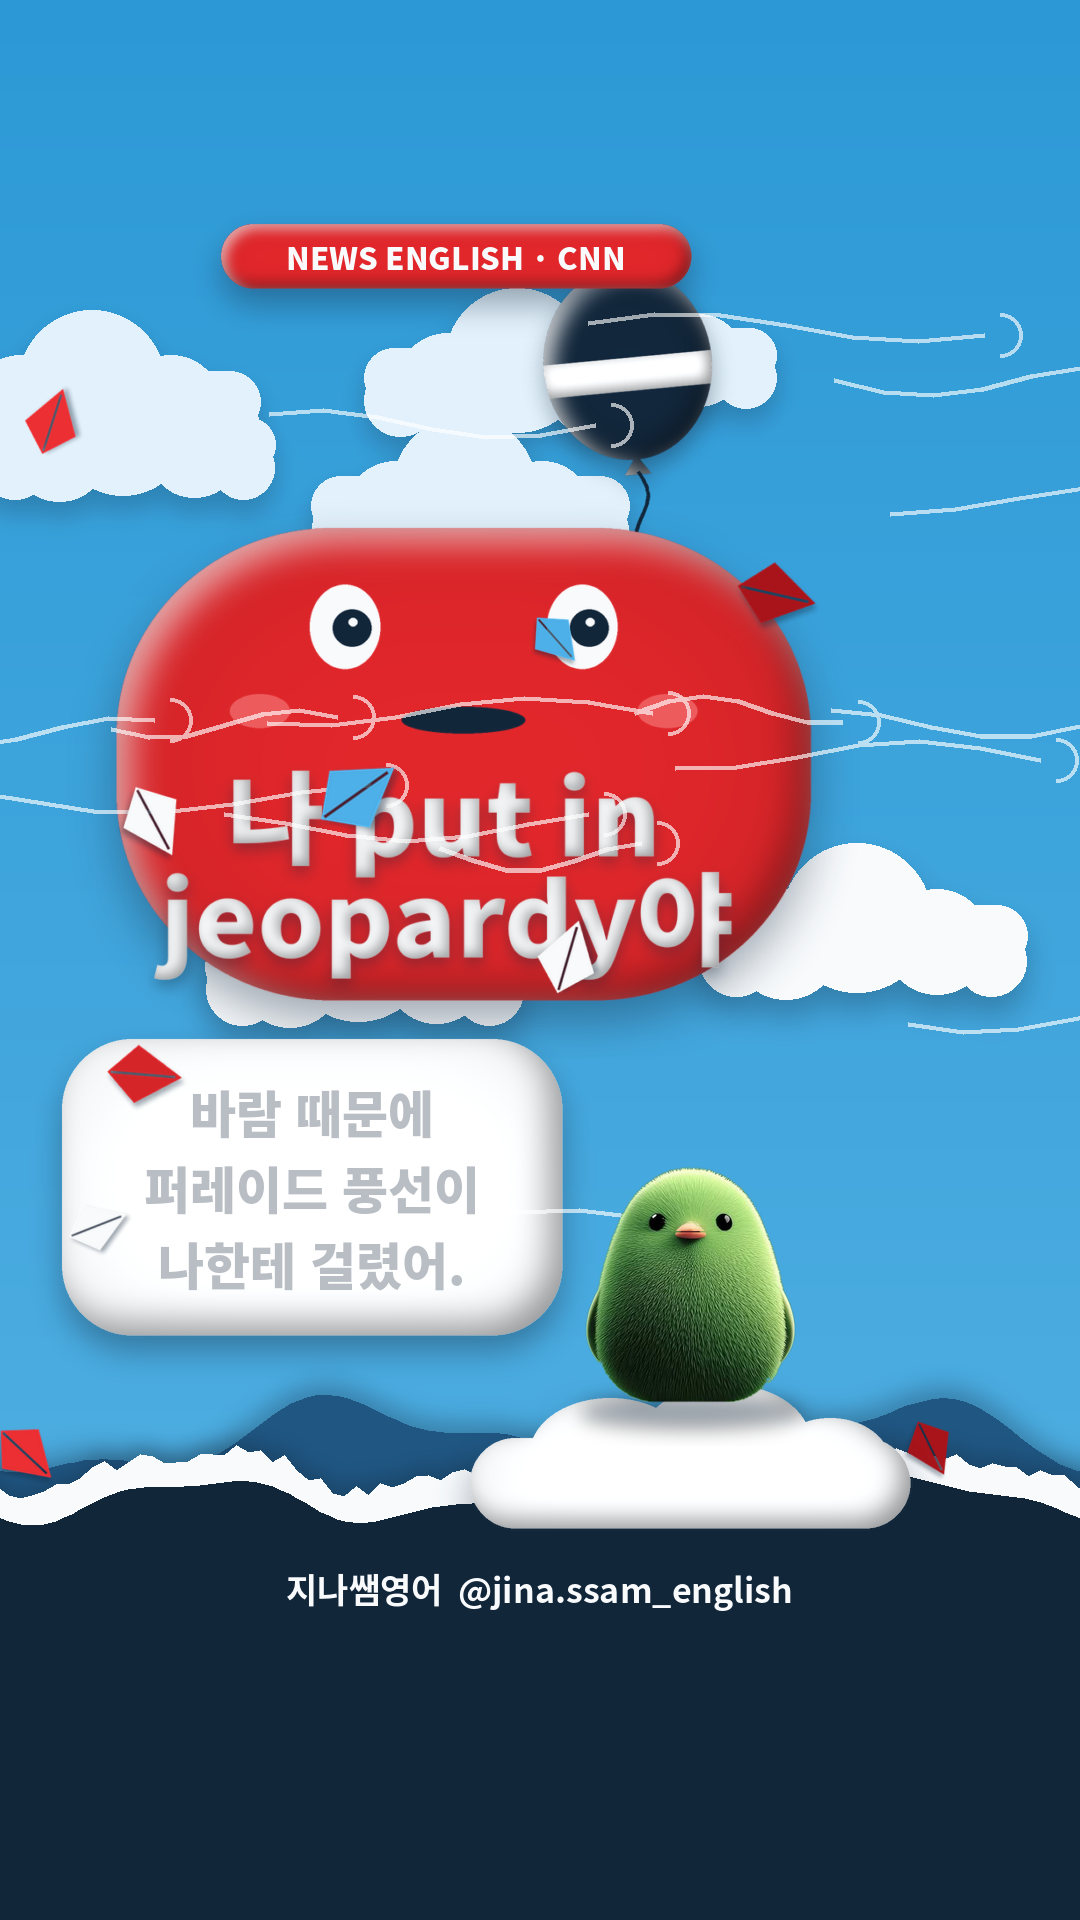 NEWS ENGLISH · CNN
나 put in
jeopardy야
바람 때문에
퍼레이드 풍선이
나한테 걸렸어.
지나쌤영어 @jina.ssam_english